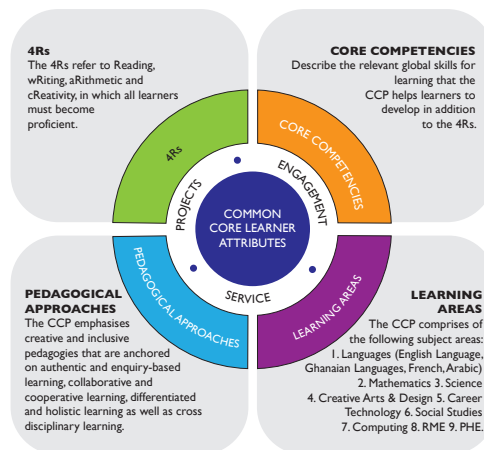 4Rs
The 4Rs refer to Reading,
wRiting, aRithmetic and
cReativity, in which all learners
must become
proficient.
CORE COMPETENCIES
Describe the relevant global skills for
learning that the
CCP helps learners to
develop in addition
to the 4Rs.
4Rs
CORE COMPETENCIES
PROJECTS
ENGAGEMENT
COMMON
CORE LEARNER
ATTRIBUTES
SERVICE
PEDAGOGICAL APPROACHES
LEARNING AREAS
PEDAGOGICAL
APPROACHES
The CCP emphasises
creative and inclusive
pedagogies that are anchored
on authentic and enquiry-based
learning, collaborative and
cooperative learning, differentiated
and holistic learning as well as cross
disciplinary learning.
LEARNING
AREAS
The CCP comprises of
the following subject areas:
1. Languages (English Language,
Ghanaian Languages, French, Arabic)
2. Mathematics 3. Science
4. Creative Arts & Design 5. Career
Technology 6. Social Studies
7. Computing 8. RME 9. PHE.